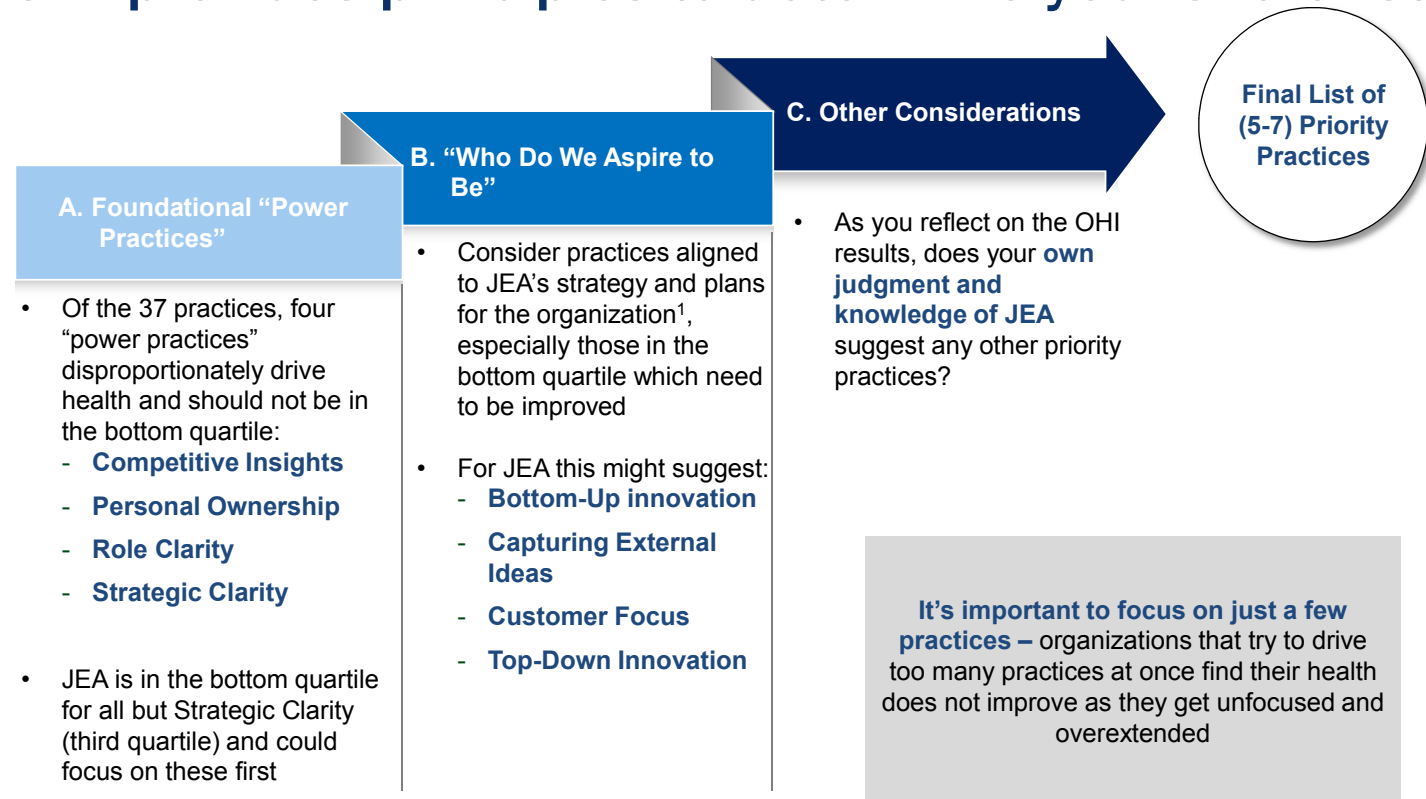 A. Foundational “Power
Practices”
• Of the 37 practices, four
“power practices”
disproportionately drive
health and should not be in
the bottom quartile:
- Competitive Insights
- Personal Ownership
- Role Clarity
- Strategic Clarity
• JEA is in the bottom quartile
for all but Strategic Clarity
(third quartile) and could
focus on these first
B. “Who Do We Aspire to
Be”
• Consider practices aligned
to JEA’s strategy and plans
for the organization¹,
especially those in the
bottom quartile which need
to be improved
• For JEA this might suggest:
- Bottom-Up innovation
- Capturing External
Ideas
- Customer Focus
- Top-Down Innovation
C. Other Considerations
• As you reflect on the OHI
results, does your own
judgment and
knowledge of JEA
suggest any other priority
practices?
Final List of
(5-7) Priority
Practices
It’s important to focus on just a few
practices – organizations that try to drive
too many practices at once find their health
does not improve as they get unfocused and
overextended